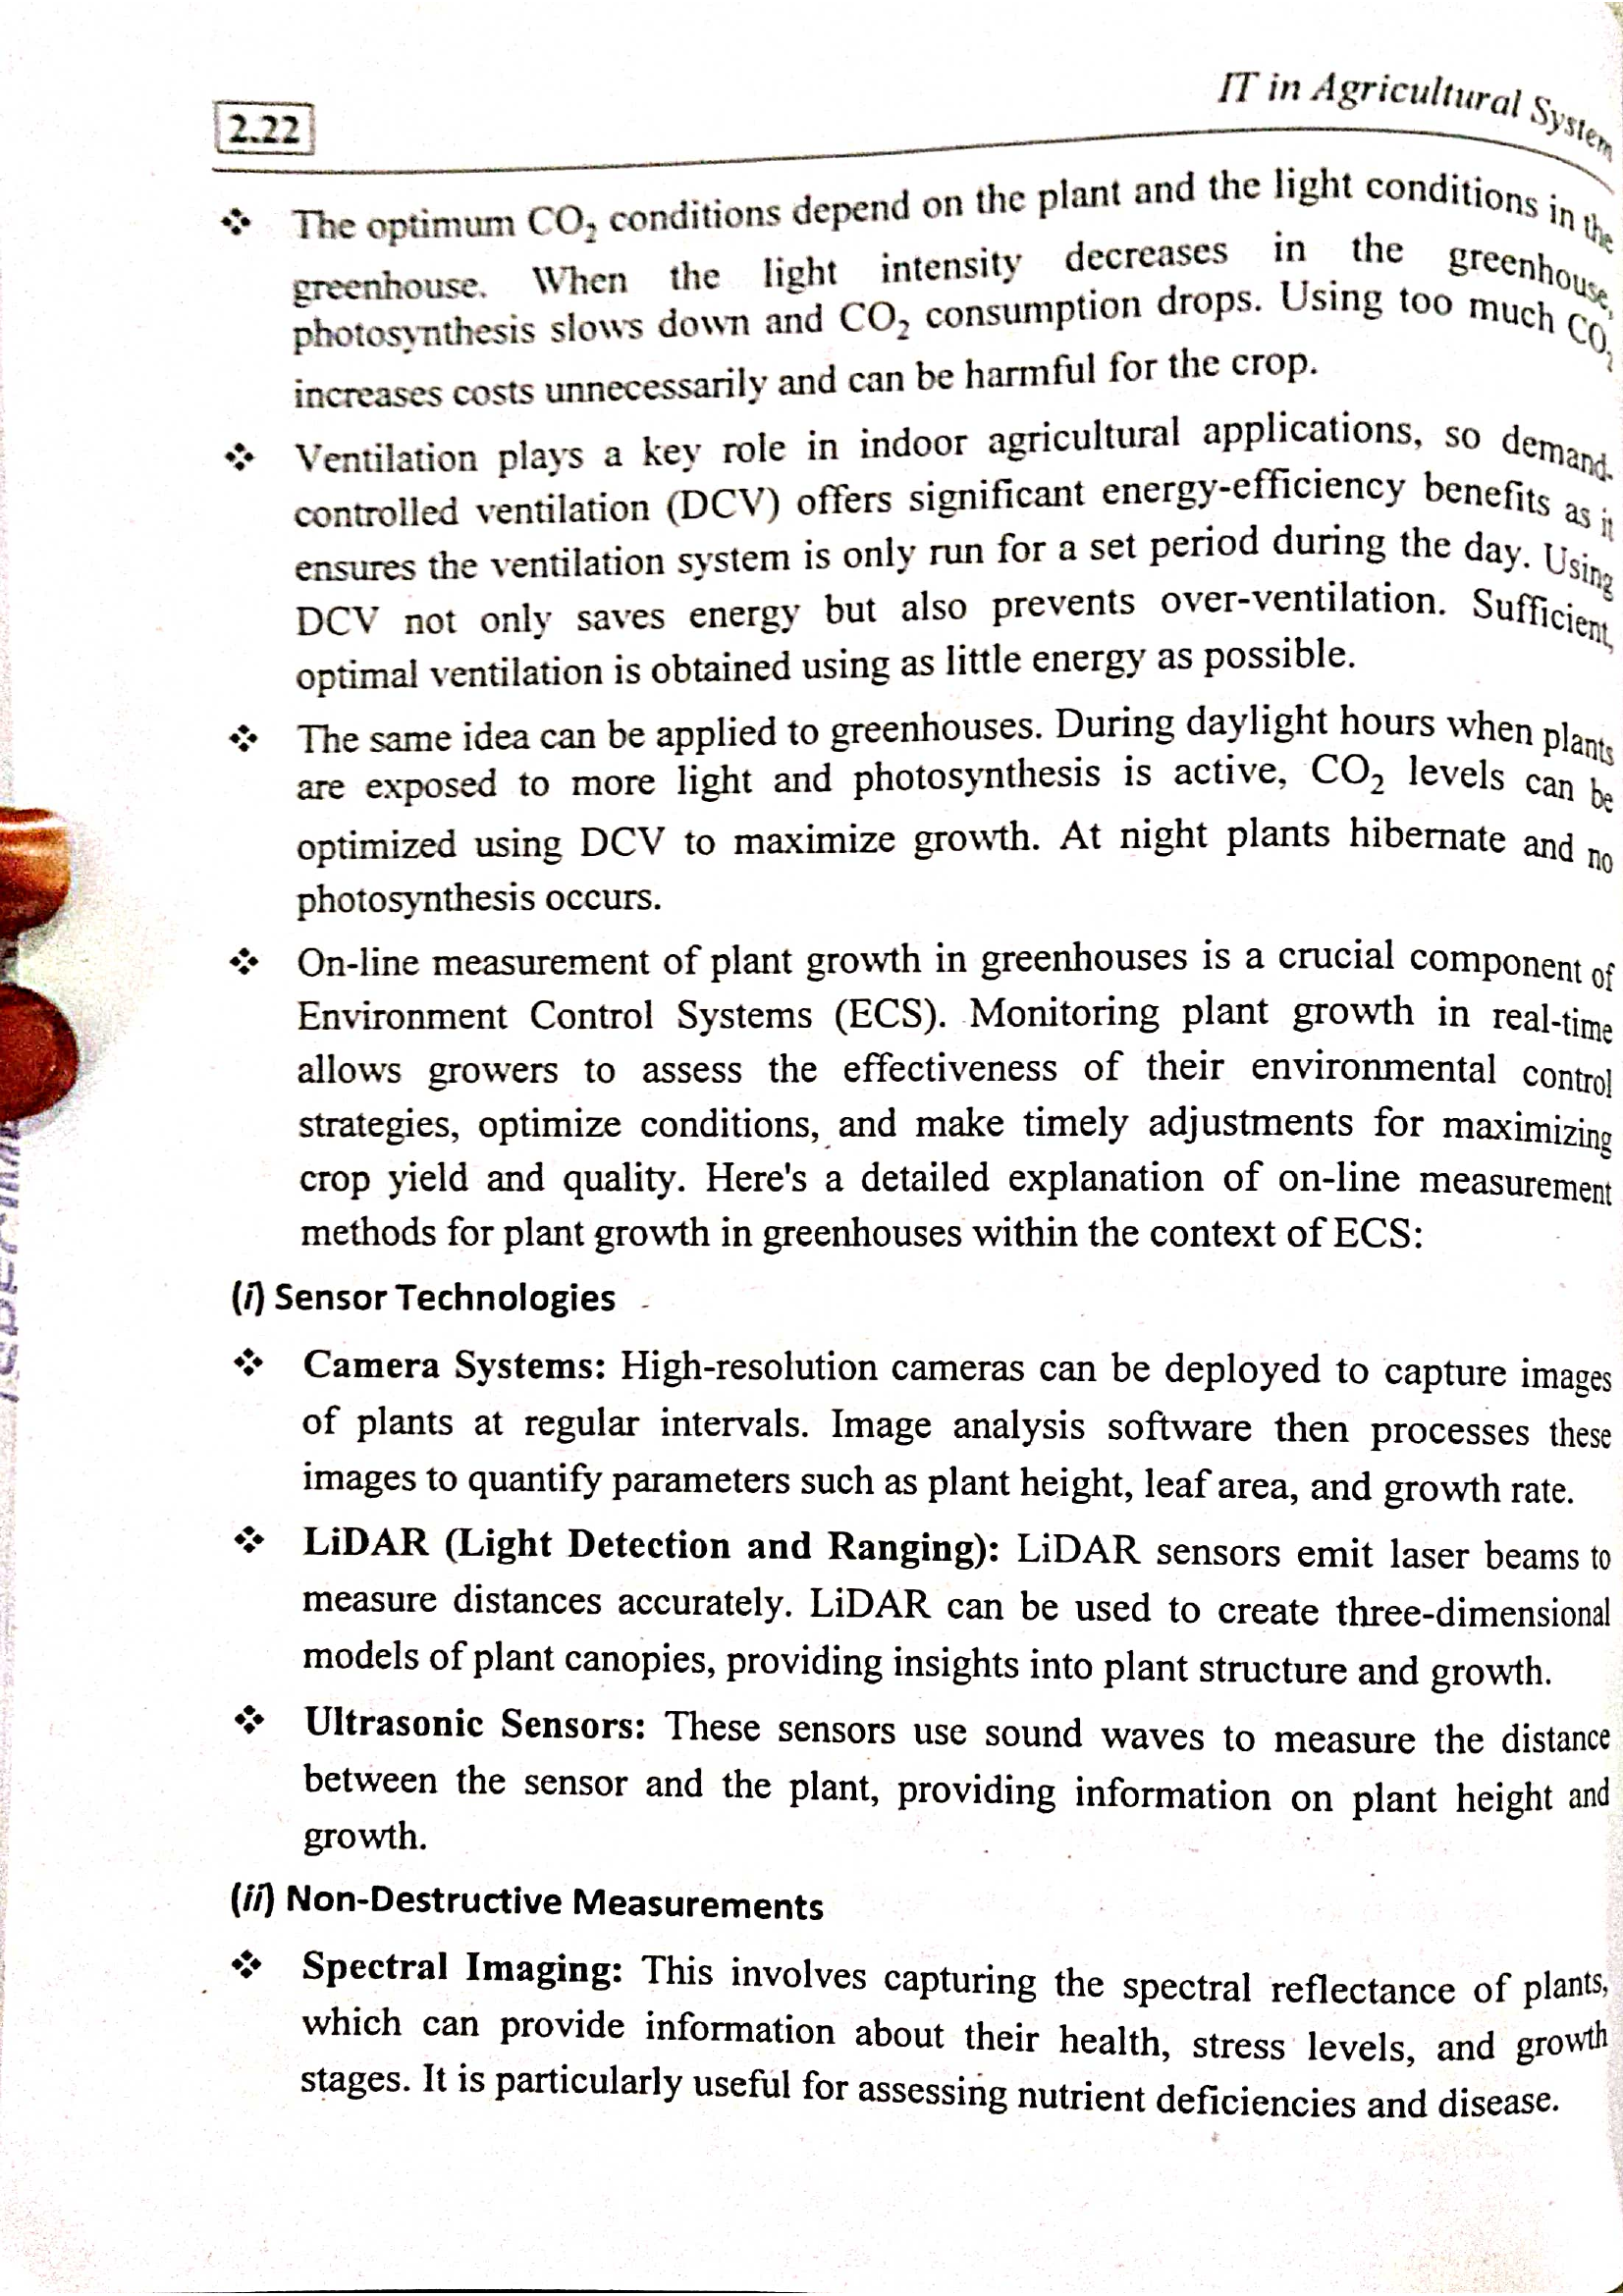 2.22
IT in Agricultural System
❖ The optimum CO₂ conditions depend on the plant and the light conditions in the
greenhouse. When the light intensity decreases in the greenhouse,
photosynthesis slows down and CO₂ consumption drops. Using too much CO₂
increases costs unnecessarily and can be harmful for the crop.
❖ Ventilation plays a key role in indoor agricultural applications, so demand-
controlled ventilation (DCV) offers significant energy-efficiency benefits as it
ensures the ventilation system is only run for a set period during the day. Using
DCV not only saves energy but also prevents over-ventilation. Sufficient,
optimal ventilation is obtained using as little energy as possible.
❖ The same idea can be applied to greenhouses. During daylight hours when plants
are exposed to more light and photosynthesis is active, CO₂ levels can be
optimized using DCV to maximize growth. At night plants hibernate and no
photosynthesis occurs.
❖ On-line measurement of plant growth in greenhouses is a crucial component of
Environment Control Systems (ECS). Monitoring plant growth in real-time
allows growers to assess the effectiveness of their environmental control
strategies, optimize conditions, and make timely adjustments for maximizing
crop yield and quality. Here's a detailed explanation of on-line measurement
methods for plant growth in greenhouses within the context of ECS:
(i) Sensor Technologies
❖ Camera Systems: High-resolution cameras can be deployed to capture images
of plants at regular intervals. Image analysis software then processes these
images to quantify parameters such as plant height, leaf area, and growth rate.
❖ LiDAR (Light Detection and Ranging): LiDAR sensors emit laser beams to
measure distances accurately. LiDAR can be used to create three-dimensional
models of plant canopies, providing insights into plant structure and growth.
❖ Ultrasonic Sensors: These sensors use sound waves to measure the distance
between the sensor and the plant, providing information on plant height and
growth.
(ii) Non-Destructive Measurements
❖ Spectral Imaging: This involves capturing the spectral reflectance of plants,
which can provide information about their health, stress levels, and growth
stages. It is particularly useful for assessing nutrient deficiencies and disease.